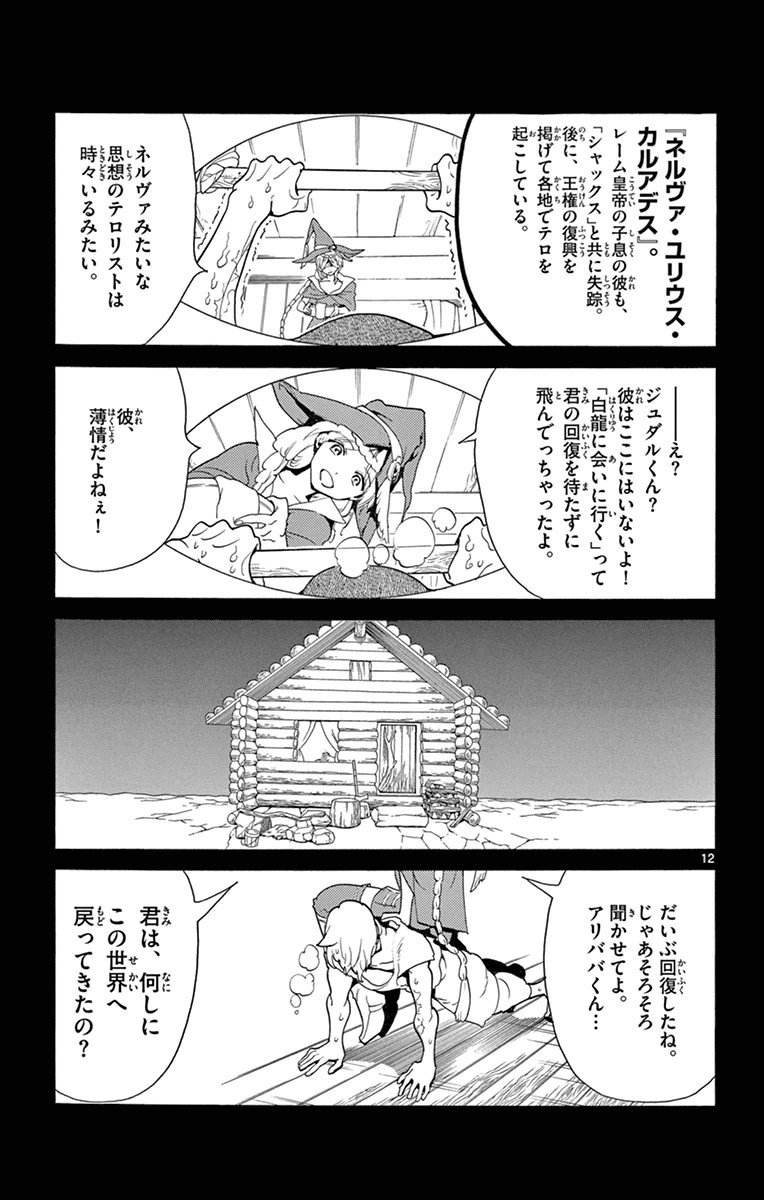 『ネルヴァ・ユリウス・
カルアデス』。
レーム皇帝の子息の彼も、
「シャックス」と共に失踪。
後に、王権の復興を
掲げて各地でテロを
起こしている。
ネルヴァみたいな
思想のテロリストは
時々いるみたい。
――え?
ジュダルくん?
彼はここにはいないよ!
「白龍に会いに行く」って
君の回復を待たずに
飛んでっちゃったよ。
彼、
薄情だよねぇ!
12
だいぶ回復したね。
じゃあそろそろ
聞かせてよ。
アリババくん…
君は、何しに
この世界へ
戻ってきたの?